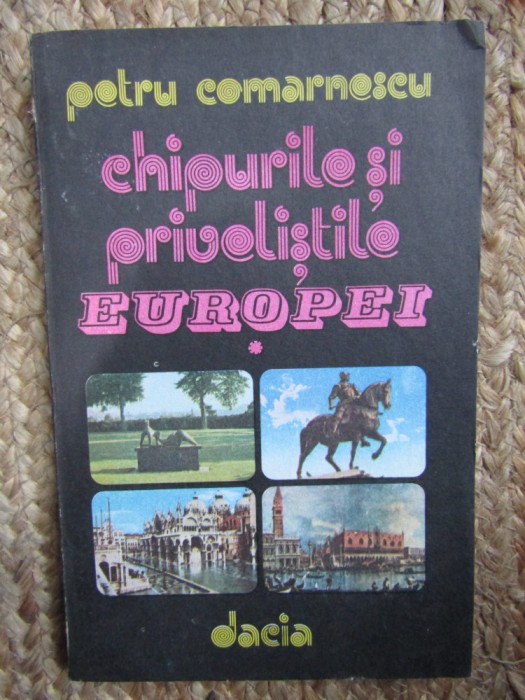 petru comarnescu
chipurile și
priveliștile
EUROPEI
*
dacia